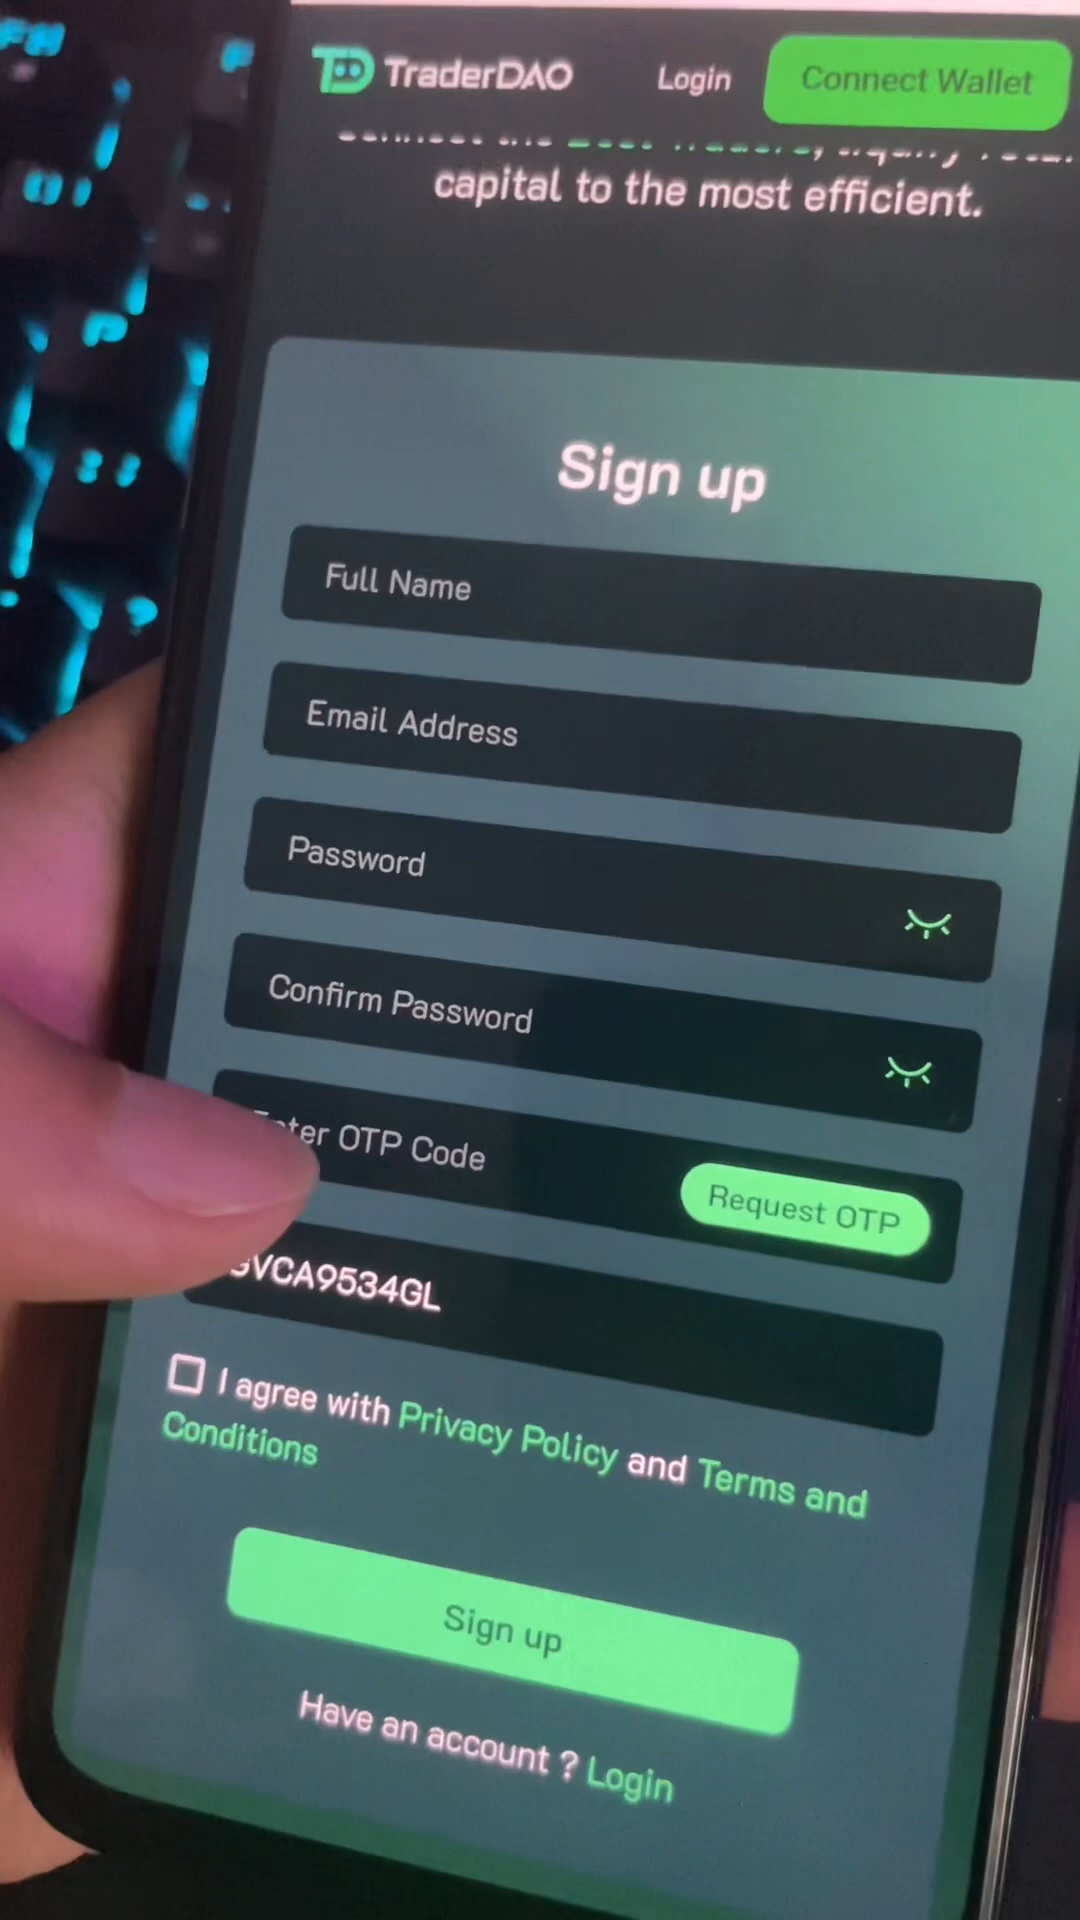 TraderDAO
Login
Connect Wallet
capital to the most efficient.
Sign up
Full Name
Email Address
Password
Confirm Password
Enter OTP Code
Request OTP
VCA9534GL
I agree with Privacy Policy and Terms and
Conditions
Sign up
Have an account ? Login